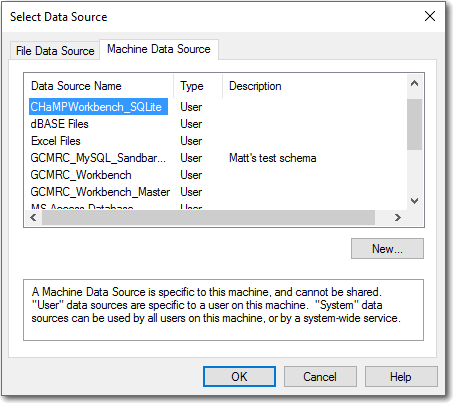 Select Data Source
File Data Source Machine Data Source
Data Source Name Type Description
CHaMPWorkbench_SQLite User
dBASE Files User
Excel Files User
GCMRC_MySQL_Sandbar... User Matt's test schema
GCMRC_Workbench User
GCMRC_Workbench_Master User
MS Access Database User
New...
A Machine Data Source is specific to this machine, and cannot be shared.
"User" data sources are specific to a user on this machine. "System" data
sources can be used by all users on this machine, or by a system-wide service.
OK Cancel Help